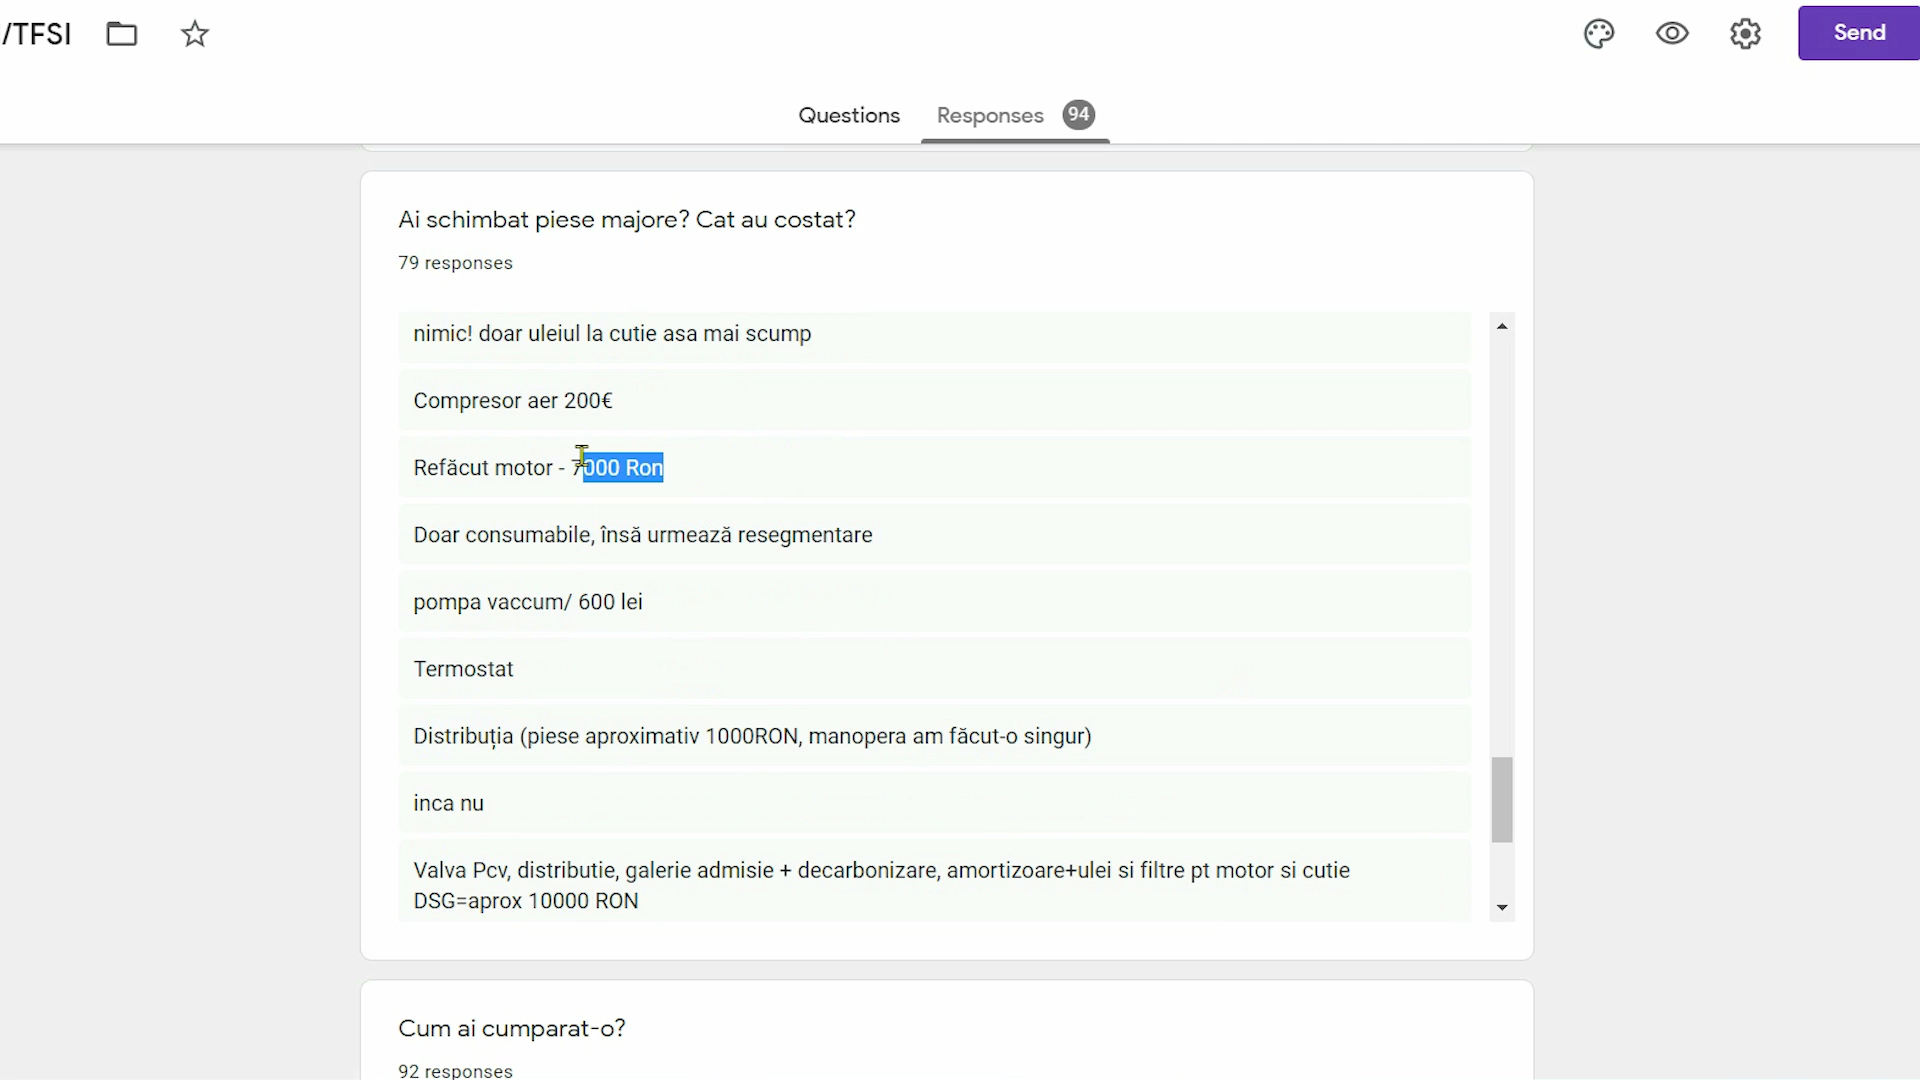 /TFSI
Send
Questions
Responses 94
Ai schimbat piese majore? Cat au costat?
79 responses
nimic! doar uleiul la cutie asa mai scump
Compresor aer 200€
Refăcut motor - 7000 Ron
Doar consumabile, însă urmează resegmentare
pompa vaccum/ 600 lei
Termostat
Distribuția (piese aproximativ 1000RON, manopera am făcut-o singur)
inca nu
Valva Pcv, distributie, galerie admisie + decarbonizare, amortizoare+ulei si filtre pt motor si cutie
DSG=aprox 10000 RON
Cum ai cumparat-o?
92 responses